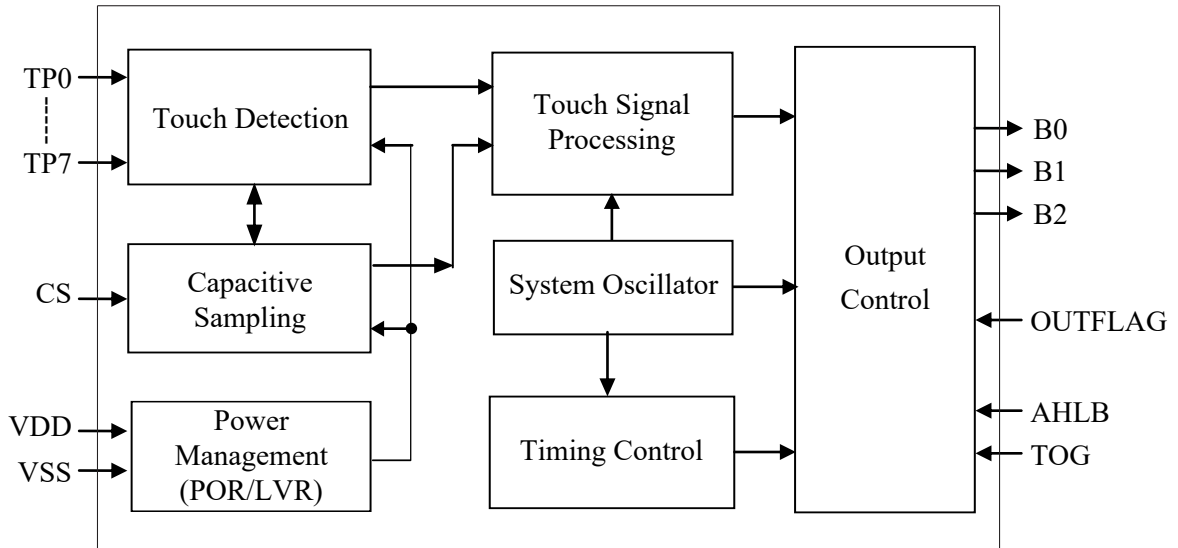 TP0
TP7
CS
VDD
VSS
Touch Detection
Capacitive
Sampling
Power
Management
(POR/LVR)
Touch Signal
Processing
System Oscillator
Timing Control
Output
Control
B0
B1
B2
OUTFLAG
AHLB
TOG